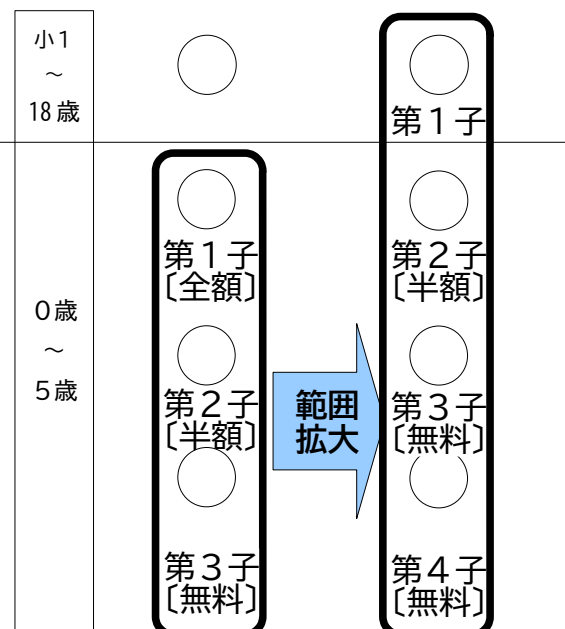 小1
～
18歳
第1子
第1子
〔全額〕
第2子
〔半額〕
0歳
～
5歳
第2子
〔半額〕
範囲
拡大
第3子
〔無料〕
第3子
〔無料〕
第4子
〔無料〕